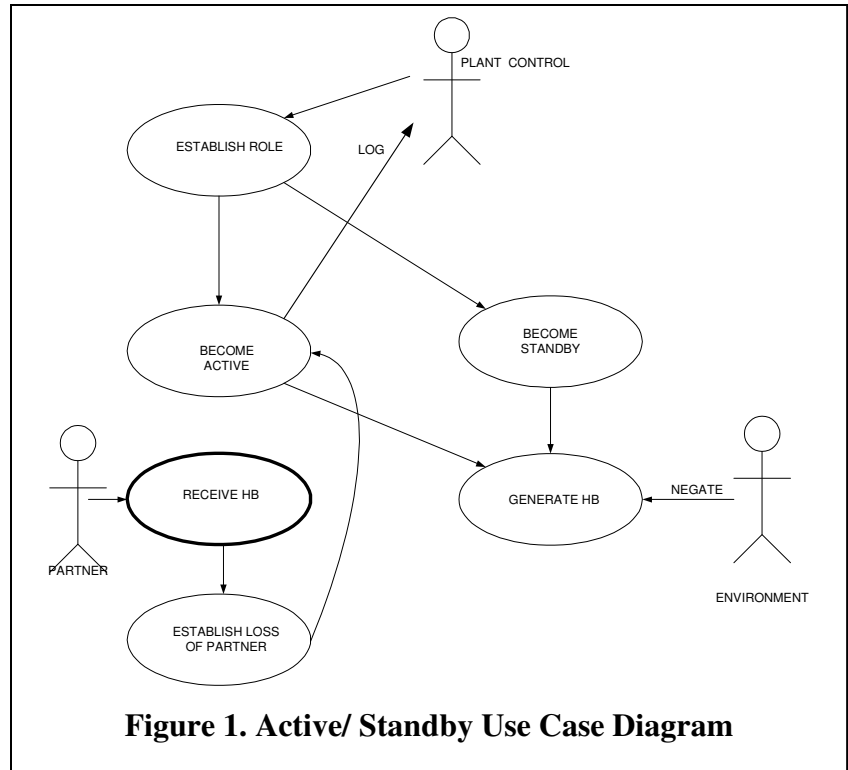 PLANT CONTROL
ESTABLISH ROLE
LOG
BECOME
ACTIVE
BECOME
STANDBY
RECEIVE HB
GENERATE HB
NEGATE
PARTNER
ENVIRONMENT
ESTABLISH LOSS
OF PARTNER
Figure 1. Active/ Standby Use Case Diagram